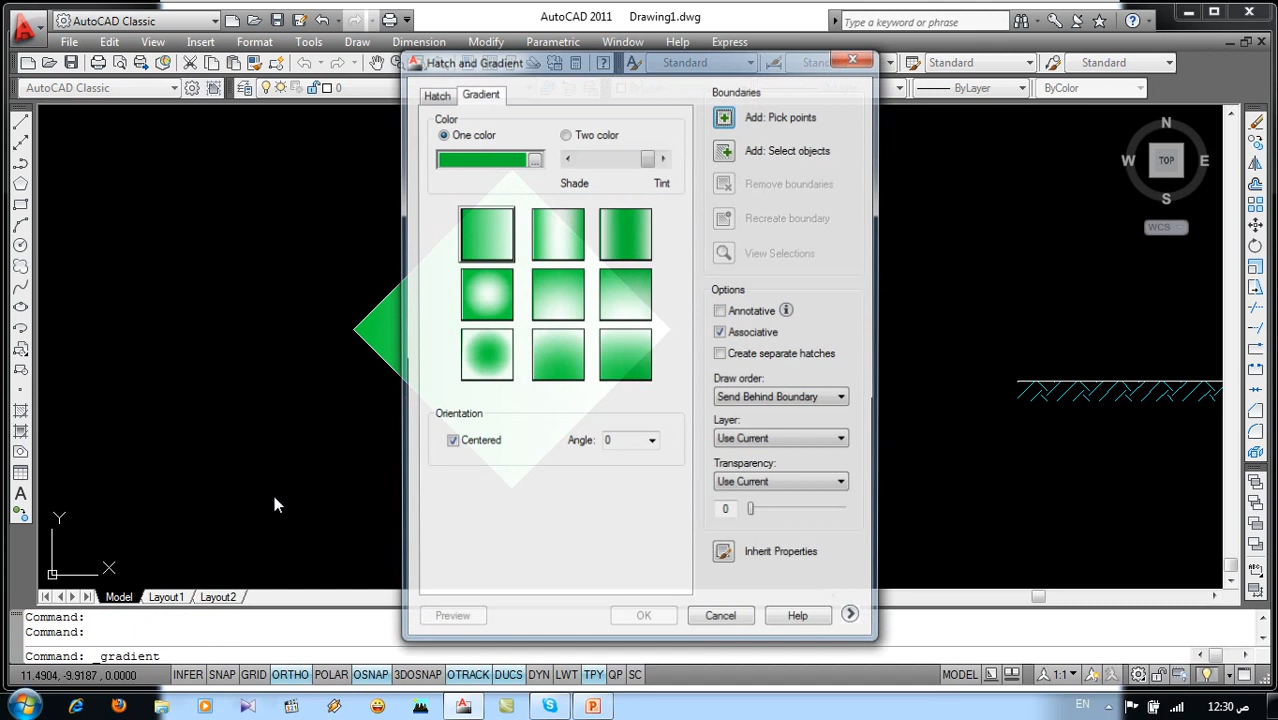 AutoCAD Classic
AutoCAD 2011 Drawing1.dwg
Type a keyword or phrase
File Edit View Insert Format Tools Draw Dimension Modify Parametric Window Help Express
Hatch and Gradient
Standard
Standard
Standard
AutoCAD Classic
0
ByLayer
ByColor
Hatch Gradient
Color
One color
Two color
Shade Tint
Orientation
Centered
Angle: 0
Boundaries
Add: Pick points
Add: Select objects
Remove boundaries
Recreate boundary
View Selections
Options
Annotative
Associative
Create separate hatches
Draw order:
Send Behind Boundary
Layer:
Use Current
Transparency:
Use Current
0
Inherit Properties
Preview OK Cancel Help
N
W TOP E
S
WCS
Y
X
Model Layout1 Layout2
Command:
Command:
Command: _gradient
11.4904, -9.9187, 0.0000 INFER SNAP GRID ORTHO POLAR OSNAP 3DOSNAP OTRACK DUCS DYN LWT TPY QP SC MODEL 1:1
EN 12:30 ص